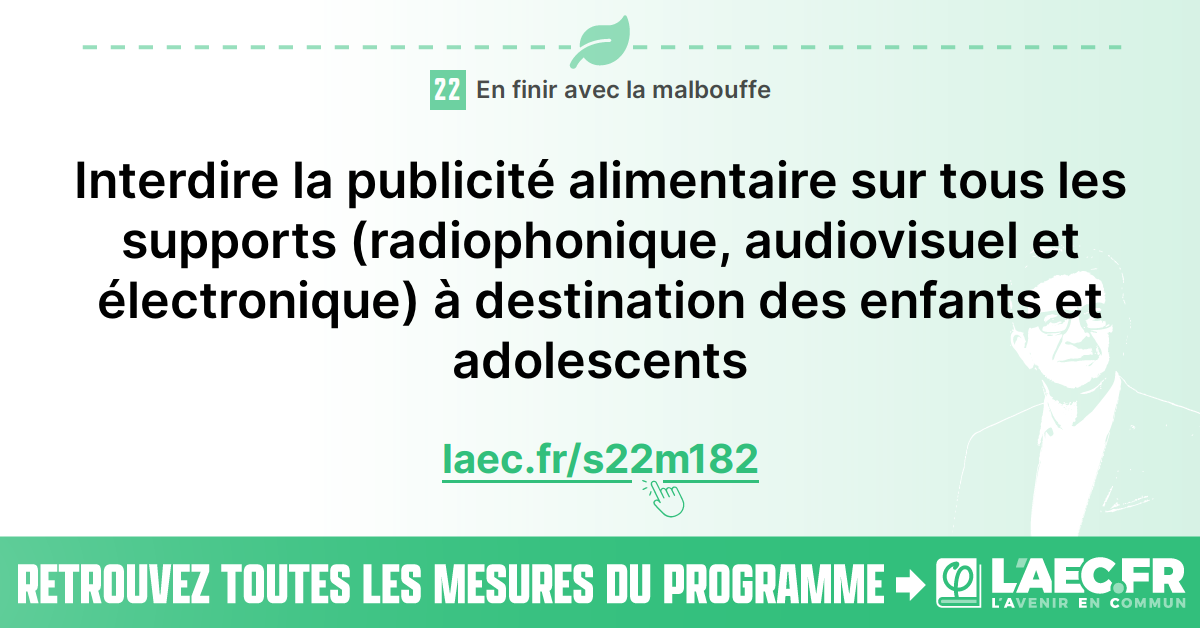 22 En finir avec la malbouffe
Interdire la publicité alimentaire sur tous les
supports (radiophonique, audiovisuel et
électronique) à destination des enfants et
adolescents
laec.fr/s22m182
RETROUVEZ TOUTES LES MESURES DU PROGRAMME
L'AEC.FR
L'AVENIR EN COMMUN